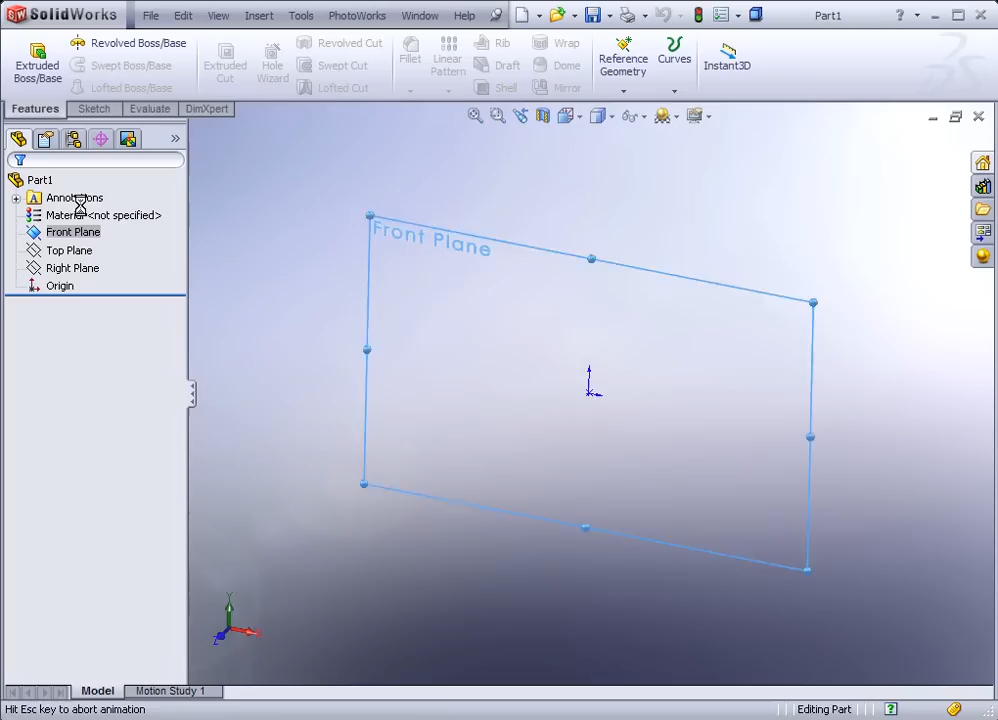 SolidWorks File Edit View Insert Tools PhotoWorks Window Help Part1
Extruded Boss/Base
Revolved Boss/Base
Swept Boss/Base
Lofted Boss/Base
Extruded Cut
Hole Wizard
Revolved Cut
Swept Cut
Lofted Cut
Fillet
Linear Pattern
Rib
Draft
Shell
Wrap
Dome
Mirror
Reference Geometry
Curves
Instant3D
Features Sketch Evaluate DimXpert
Part1
Annotations
Material <not specified>
Front Plane
Top Plane
Right Plane
Origin
Front Plane
Y
Z
Model Motion Study 1
Hit Esc key to abort animation Editing Part